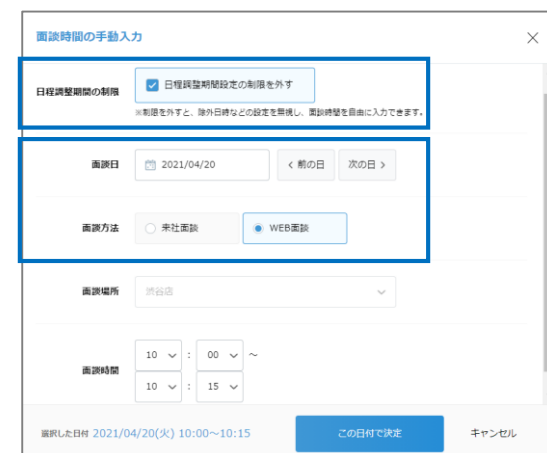 面談時間の手動入力
日程調整期間の制限
日程調整期間設定の制限を外す
※制限を外すと、除外日時などの設定を無視し、面談時間を自由に入力できます。
面談日
2021/04/20
< 前の日
次の日 >
面談方法
来社面談
WEB面談
面談場所
渋谷店
面談時間
10 : 00 ～
10 : 15
選択した日付 2021/04/20(火) 10:00～10:15
この日付で決定
キャンセル